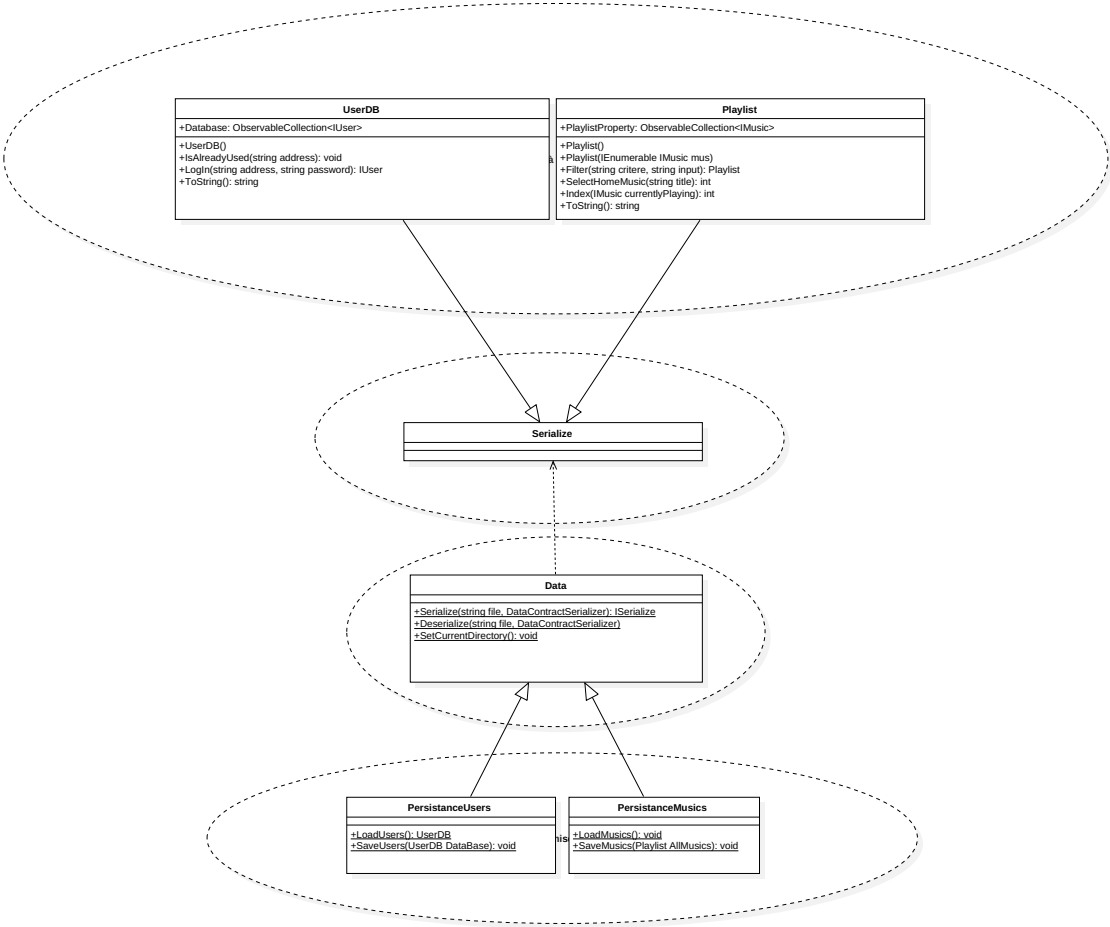 UserDB
+Database: ObservableCollection<IUser>
+UserDB()
+IsAlreadyUsed(string address): void
+LogIn(string address, string password): IUser
+ToString(): string
Playlist
+PlaylistProperty: ObservableCollection<IMusic>
+Playlist()
+Playlist(IEnumerable IMusic mus)
+Filter(string critere, string input): Playlist
+SelectHomeMusic(string title): int
+Index(IMusic currentlyPlaying): int
+ToString(): string
Serialize
Data
+Serialize(string file, DataContractSerializer): ISerialize
+Deserialize(string file, DataContractSerializer)
+SetCurrentDirectory(): void
PersistanceUsers
+LoadUsers(): UserDB
+SaveUsers(UserDB DataBase): void
PersistanceMusics
+LoadMusics(): void
+SaveMusics(Playlist AllMusics): void